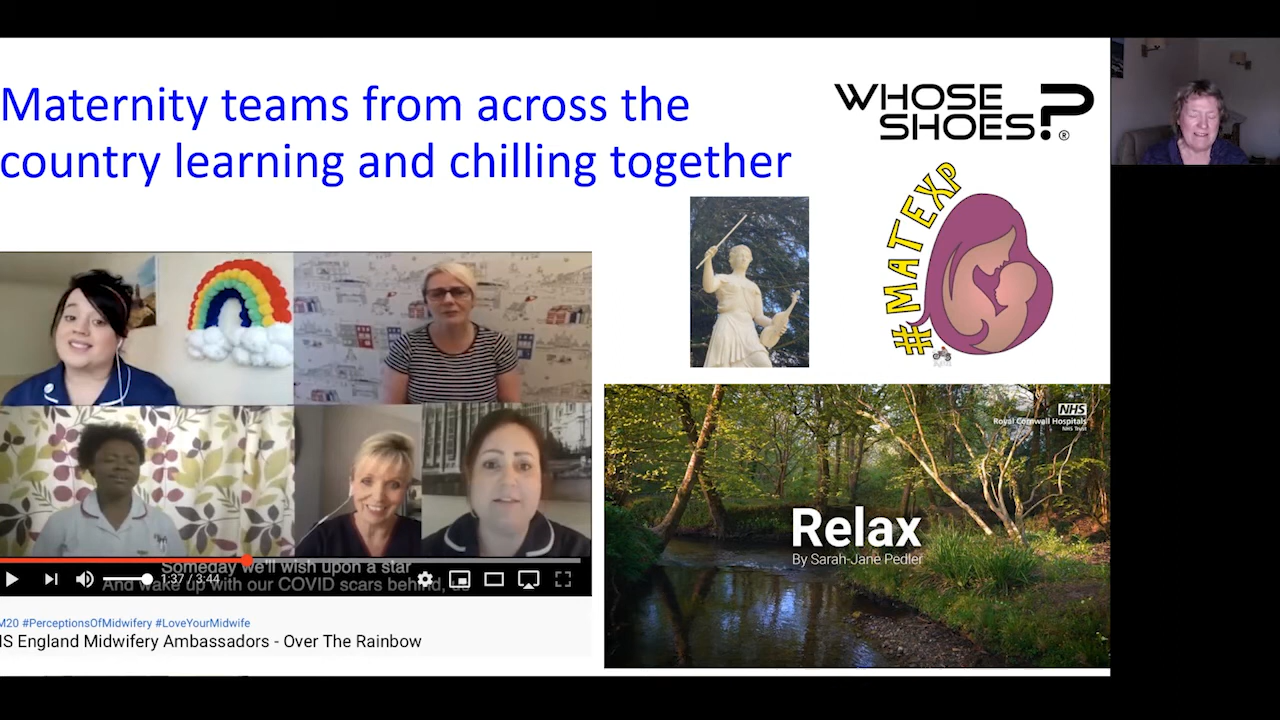 Maternity teams from across the
country learning and chilling together
WHOSE
SHOES?®
#MATEXP
NHS
Royal Cornwall Hospitals
NHS Trust
Relax
By Sarah-Jane Pedler
Someday we'll wish upon a star
And wake up with our COVID scars behind, us
1:37 / 3:44
M20 #PerceptionsOfMidwifery #LoveYourMidwife
S England Midwifery Ambassadors - Over The Rainbow